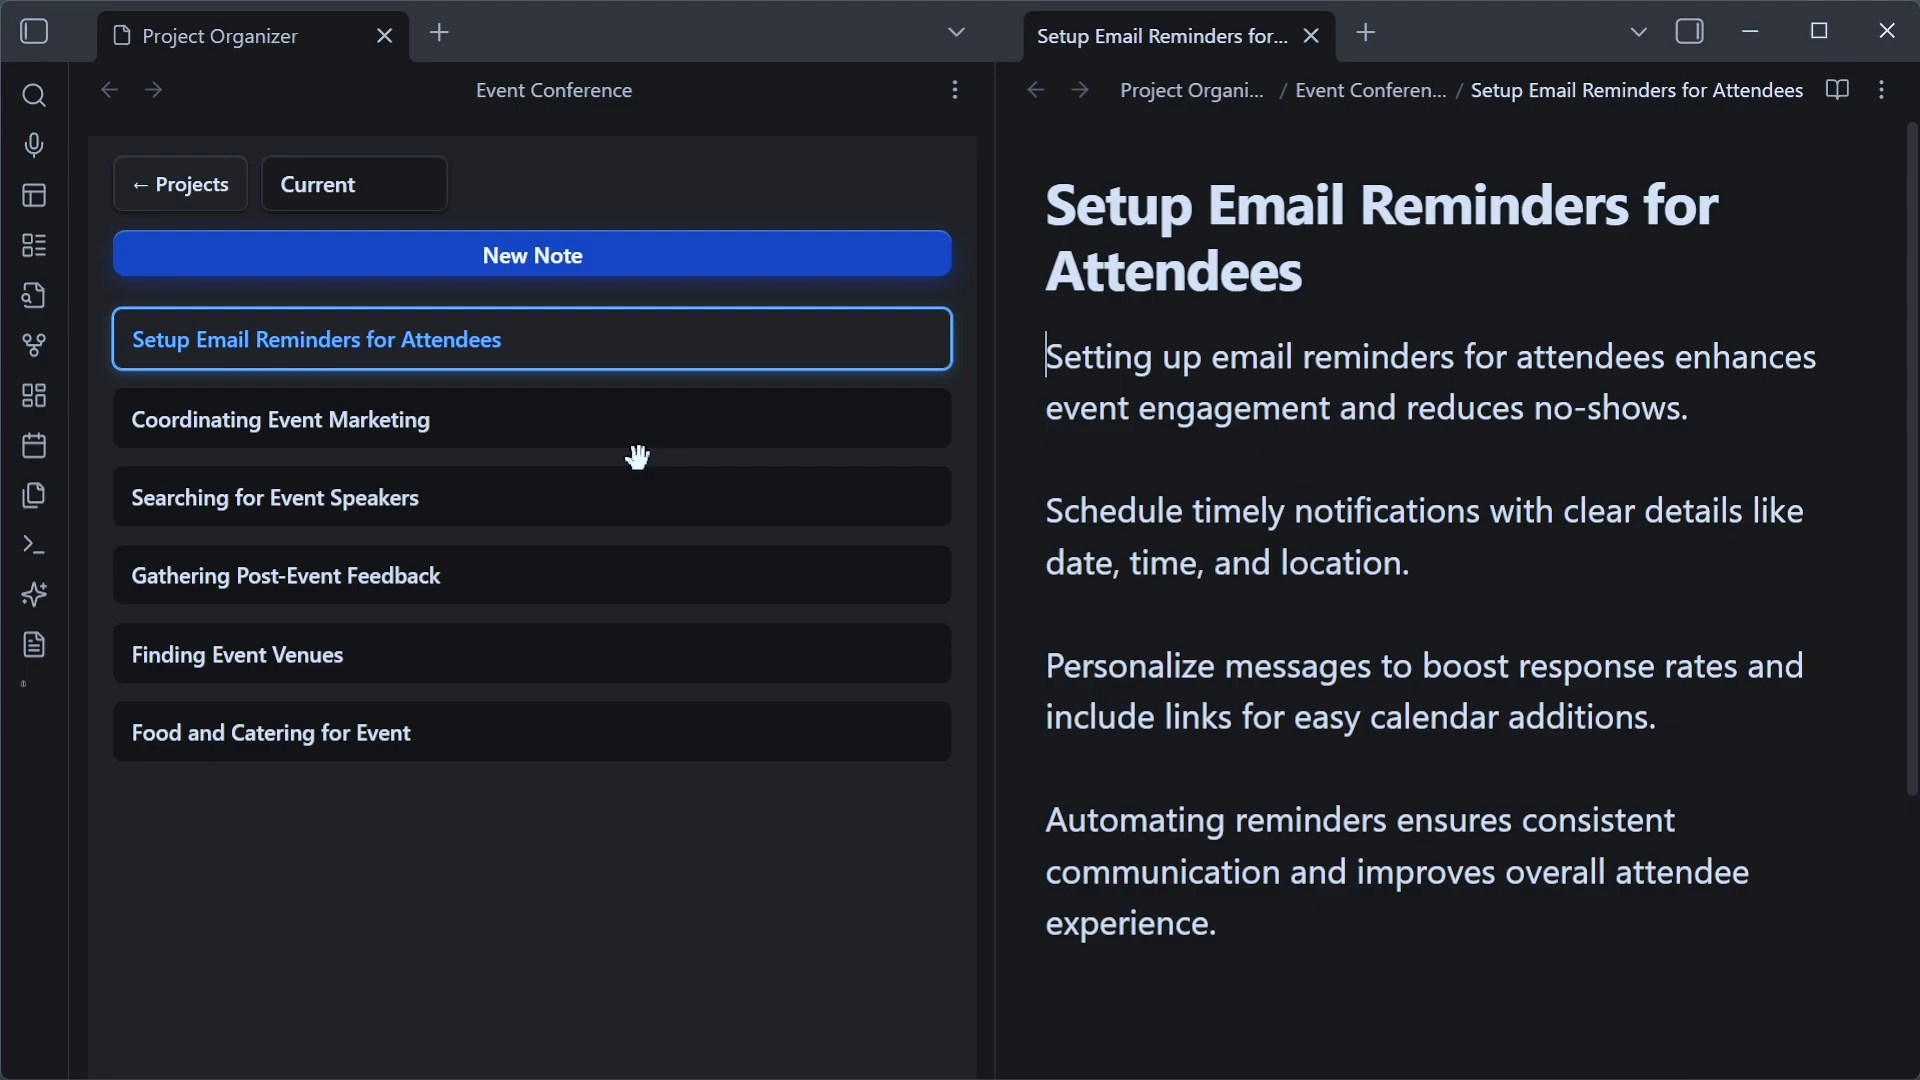 Project Organizer
Setup Email Reminders for...
Event Conference
Project Organi... / Event Conferen... / Setup Email Reminders for Attendees
← Projects
Current
New Note
Setup Email Reminders for Attendees
Coordinating Event Marketing
Searching for Event Speakers
Gathering Post-Event Feedback
Finding Event Venues
Food and Catering for Event
Setup Email Reminders for
Attendees
Setting up email reminders for attendees enhances
event engagement and reduces no-shows.
Schedule timely notifications with clear details like
date, time, and location.
Personalize messages to boost response rates and
include links for easy calendar additions.
Automating reminders ensures consistent
communication and improves overall attendee
experience.